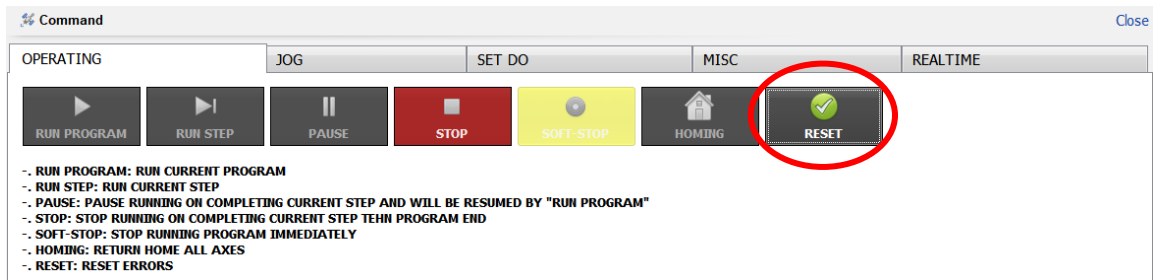 Command Close
OPERATING JOG SET DO MISC REALTIME
RUN PROGRAM RUN STEP PAUSE STOP SOFT-STOP HOMING RESET
-. RUN PROGRAM: RUN CURRENT PROGRAM
-. RUN STEP: RUN CURRENT STEP
-. PAUSE: PAUSE RUNNING ON COMPLETING CURRENT STEP AND WILL BE RESUMED BY "RUN PROGRAM"
-. STOP: STOP RUNNING ON COMPLETING CURRENT STEP TEHN PROGRAM END
-. SOFT-STOP: STOP RUNNING PROGRAM IMMEDIATELY
-. HOMING: RETURN HOME ALL AXES
-. RESET: RESET ERRORS